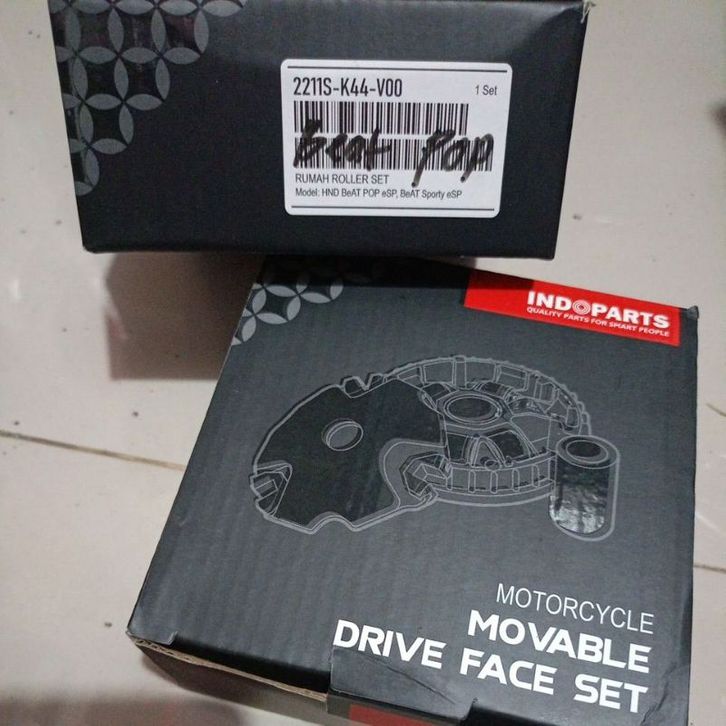 2211S-K44-V00
1 Set
Beat Pop
RUMAH ROLLER SET
Model: HND BeAT POP eSP, BeAT Sporty eSP
INDOPARTS
QUALITY PARTS FOR SMART PEOPLE
MOTORCYCLE
MOVABLE
DRIVE FACE SET